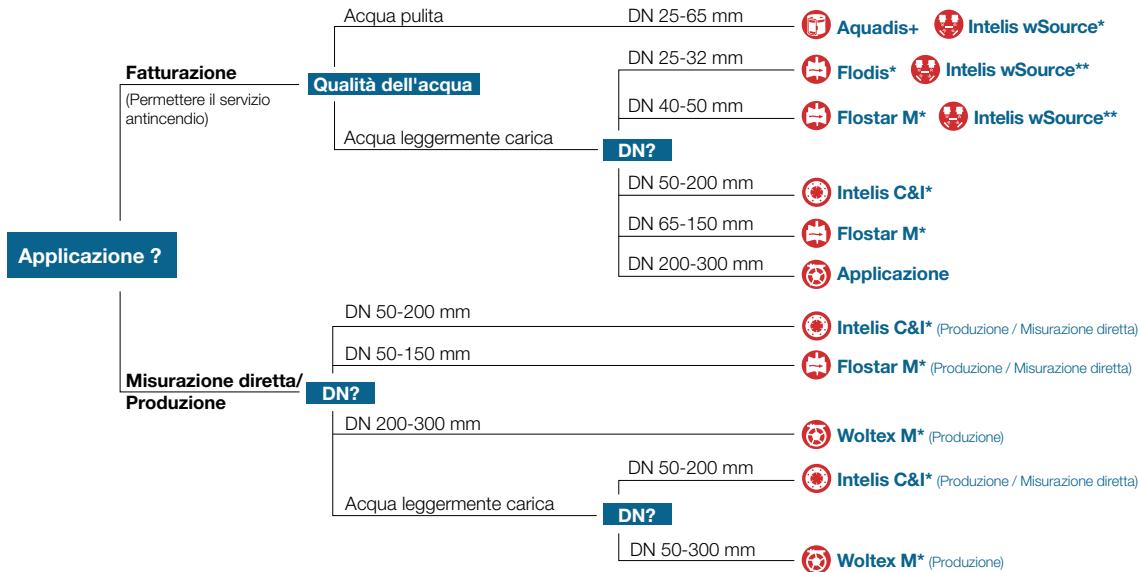 Acqua pulita
DN 25-65 mm
Aquadis+
Intelis wSource*
Fatturazione
(Permettere il servizio
antincendio)
Qualità dell'acqua
DN 25-32 mm
Flodis*
Intelis wSource**
DN 40-50 mm
Flostar M*
Intelis wSource**
Acqua leggermente carica
DN?
DN 50-200 mm
Intelis C&I*
DN 65-150 mm
Flostar M*
DN 200-300 mm
Applicazione
Applicazione ?
DN 50-200 mm
Intelis C&I* (Produzione / Misurazione diretta)
DN 50-150 mm
Flostar M* (Produzione / Misurazione diretta)
Misurazione diretta/
Produzione
DN?
DN 200-300 mm
Woltex M* (Produzione)
DN 50-200 mm
Intelis C&I* (Produzione / Misurazione diretta)
Acqua leggermente carica
DN?
DN 50-300 mm
Woltex M* (Produzione)